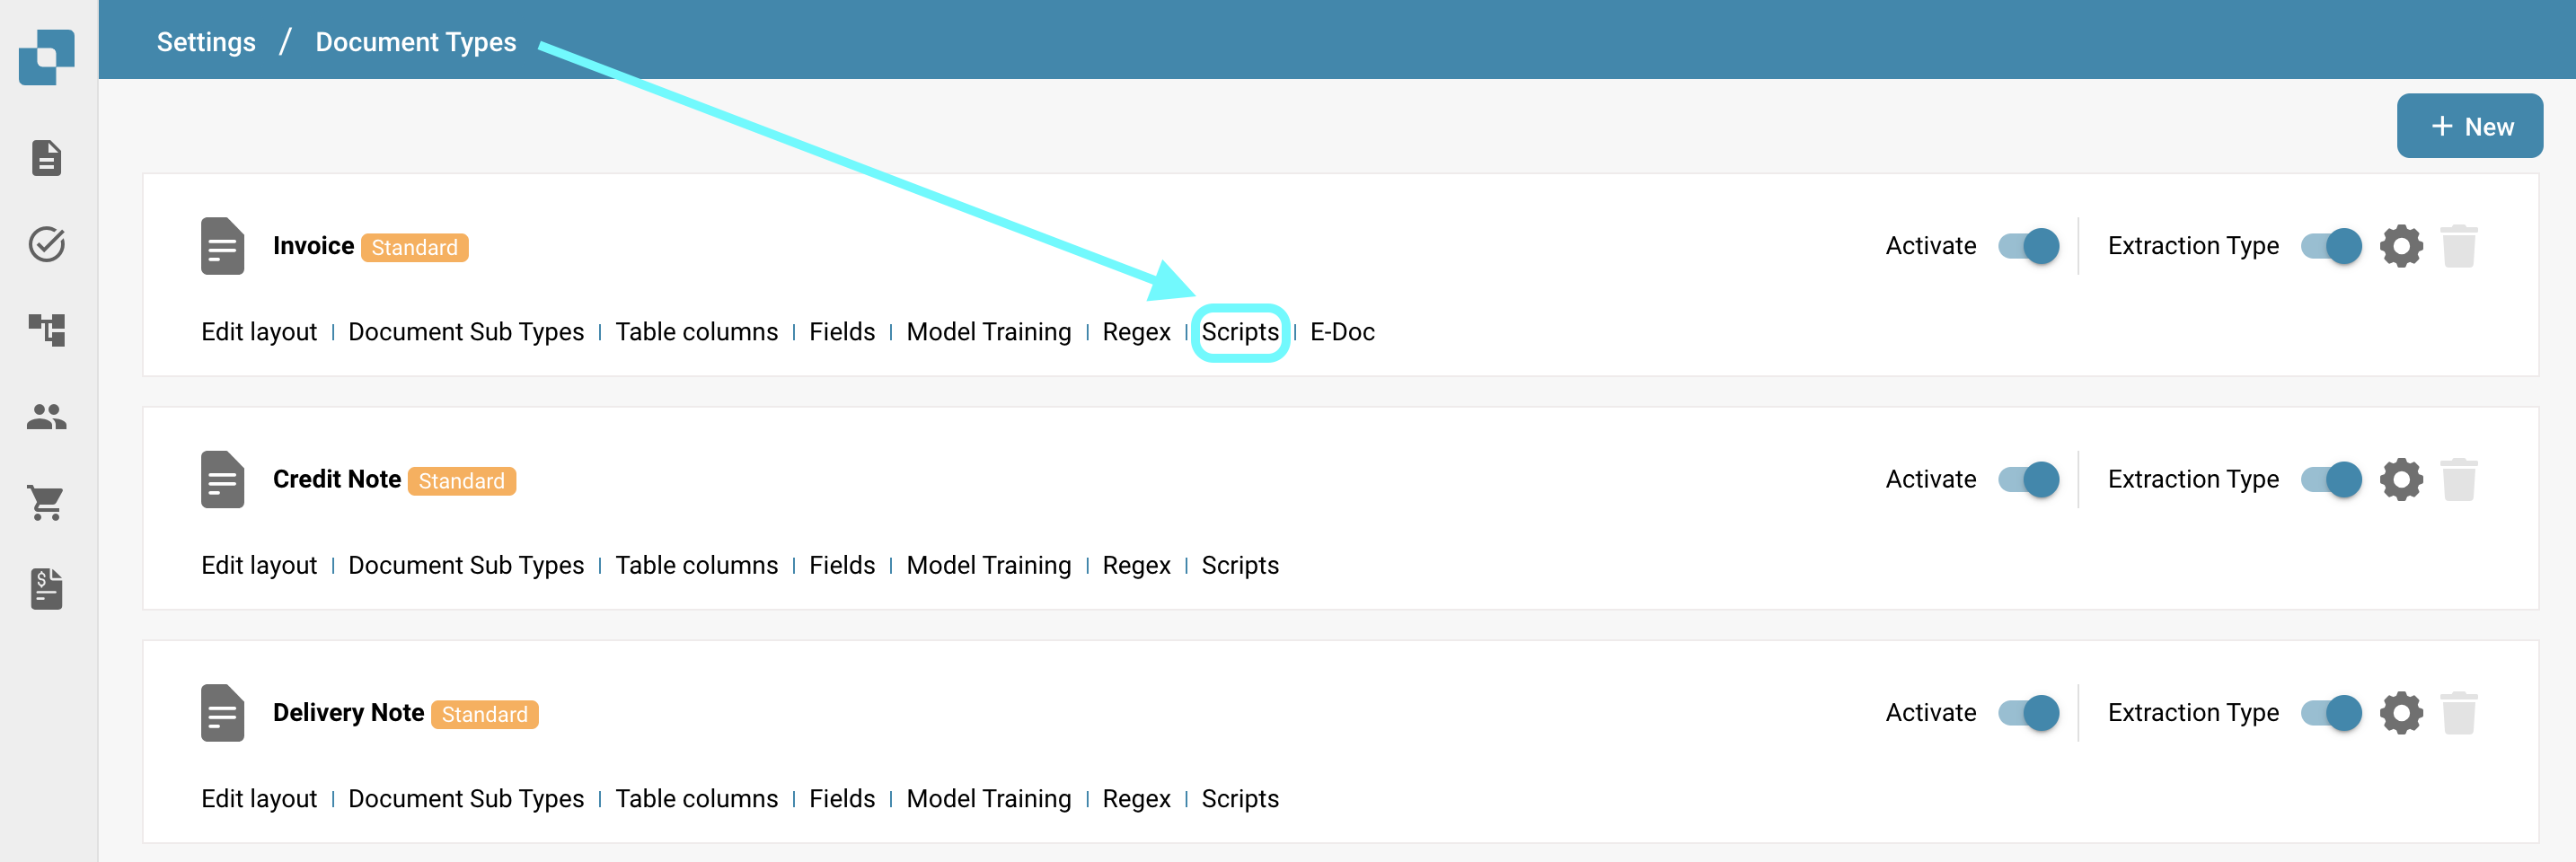 Settings / Document Types
+ New
Invoice Standard Activate Extraction Type
Edit layout | Document Sub Types | Table columns | Fields | Model Training | Regex | Scripts | E-Doc
Credit Note Standard Activate Extraction Type
Edit layout | Document Sub Types | Table columns | Fields | Model Training | Regex | Scripts
Delivery Note Standard Activate Extraction Type
Edit layout | Document Sub Types | Table columns | Fields | Model Training | Regex | Scripts